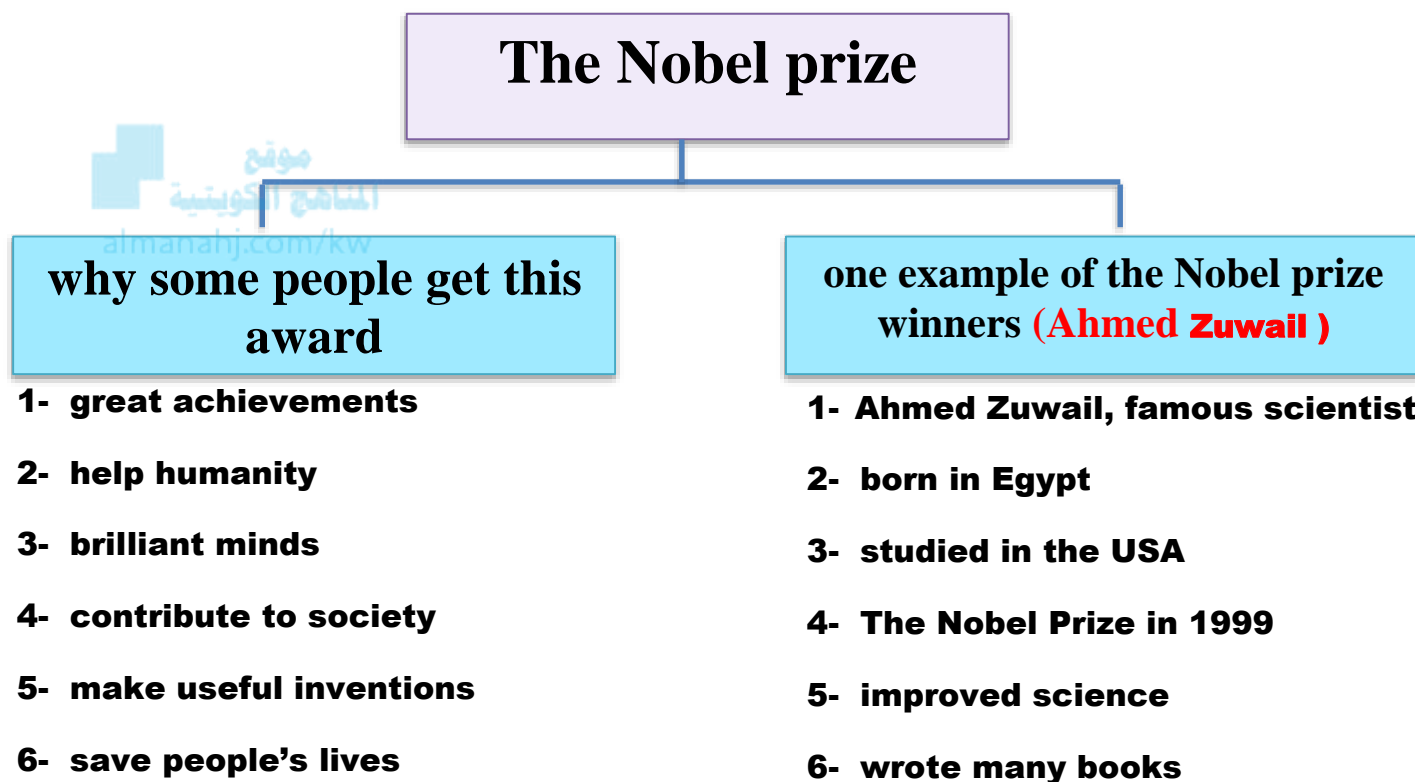 The Nobel prize
موقع
المناهج الكويتية
almanahj.com/kw
why some people get this
award
1- great achievements
2- help humanity
3- brilliant minds
4- contribute to society
5- make useful inventions
6- save people’s lives
one example of the Nobel prize
winners (Ahmed Zuwail )
1- Ahmed Zuwail, famous scientist
2- born in Egypt
3- studied in the USA
4- The Nobel Prize in 1999
5- improved science
6- wrote many books